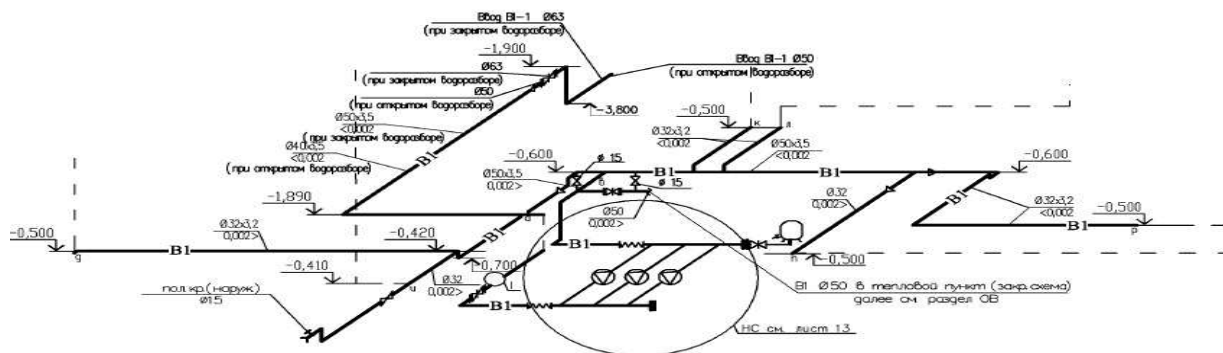 Ввод В1-1 Ø63
(при закрытом водоразборе)
-1,900
Ввод В1-1 Ø50
(при открытом водоразборе)
Ø63
(при закрытом водоразборе)
Ø50
(при открытом водоразборе)
-3,800
Ø50х3,5
<0,002
(при закрытом водоразборе)
Ø40х3,5
<0,002
(при открытом водоразборе)
В1
-0,500
к
л
Ø32х3,2
<0,002
Ø50х3,5
<0,002
-0,600
ø 15
В1
В1
-0,600
Ø50х3,5
0,002>
ø 15
Ø32
0,002>
В1
Ø32х3,2
<0,002
-0,500
-1,890
Ø50
0,002>
В1
р
-0,500
Ø32х3,2
0,002>
-0,420
В1
В1
В1
g
-0,410
-0,700
Ø32
0,002>
h
-0,500
пол.кр.(наруж)
Ø15
В1
В1 Ø50 в тепловой пункт (закр.схема)
далее см. раздел ОВ
НС см. лист 13